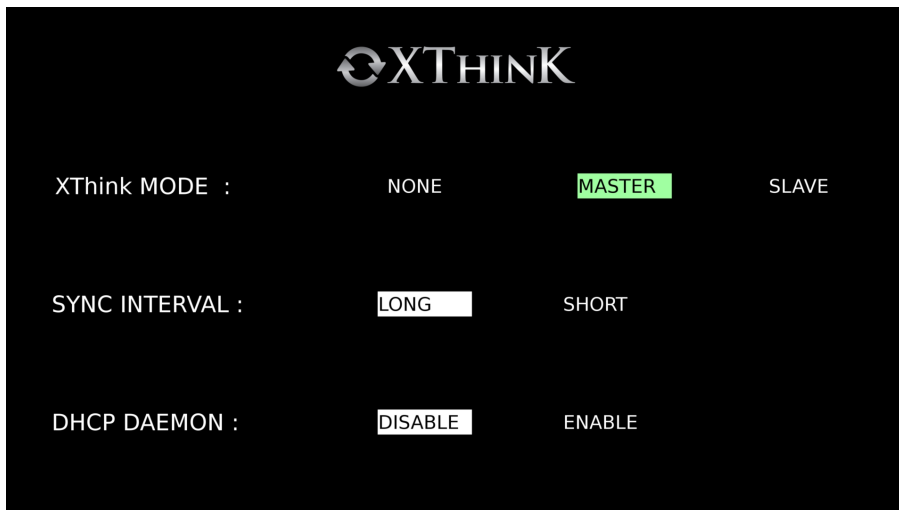 XThinK
XThink MODE : NONE MASTER SLAVE
SYNC INTERVAL : LONG SHORT
DHCP DAEMON : DISABLE ENABLE